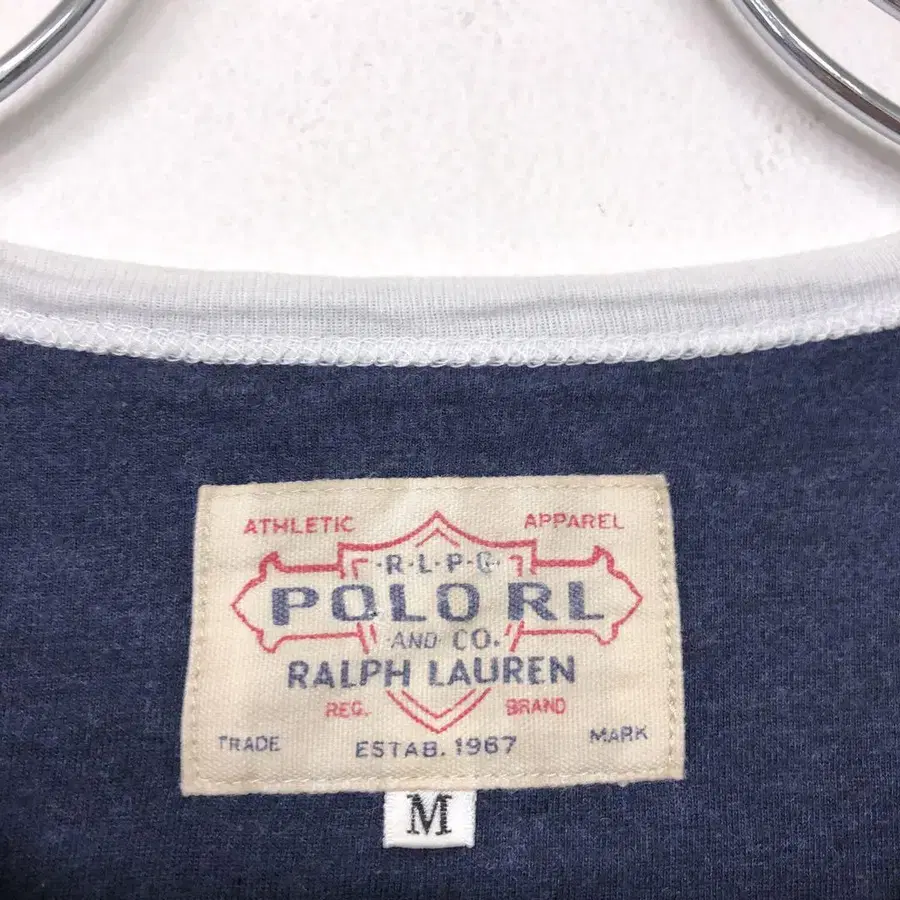 ATHLETIC APPAREL
·R·L·P·C·
POLO RL
AND CO.
RALPH LAUREN
REG. BRAND
TRADE ESTAB. 1967 MARK
M